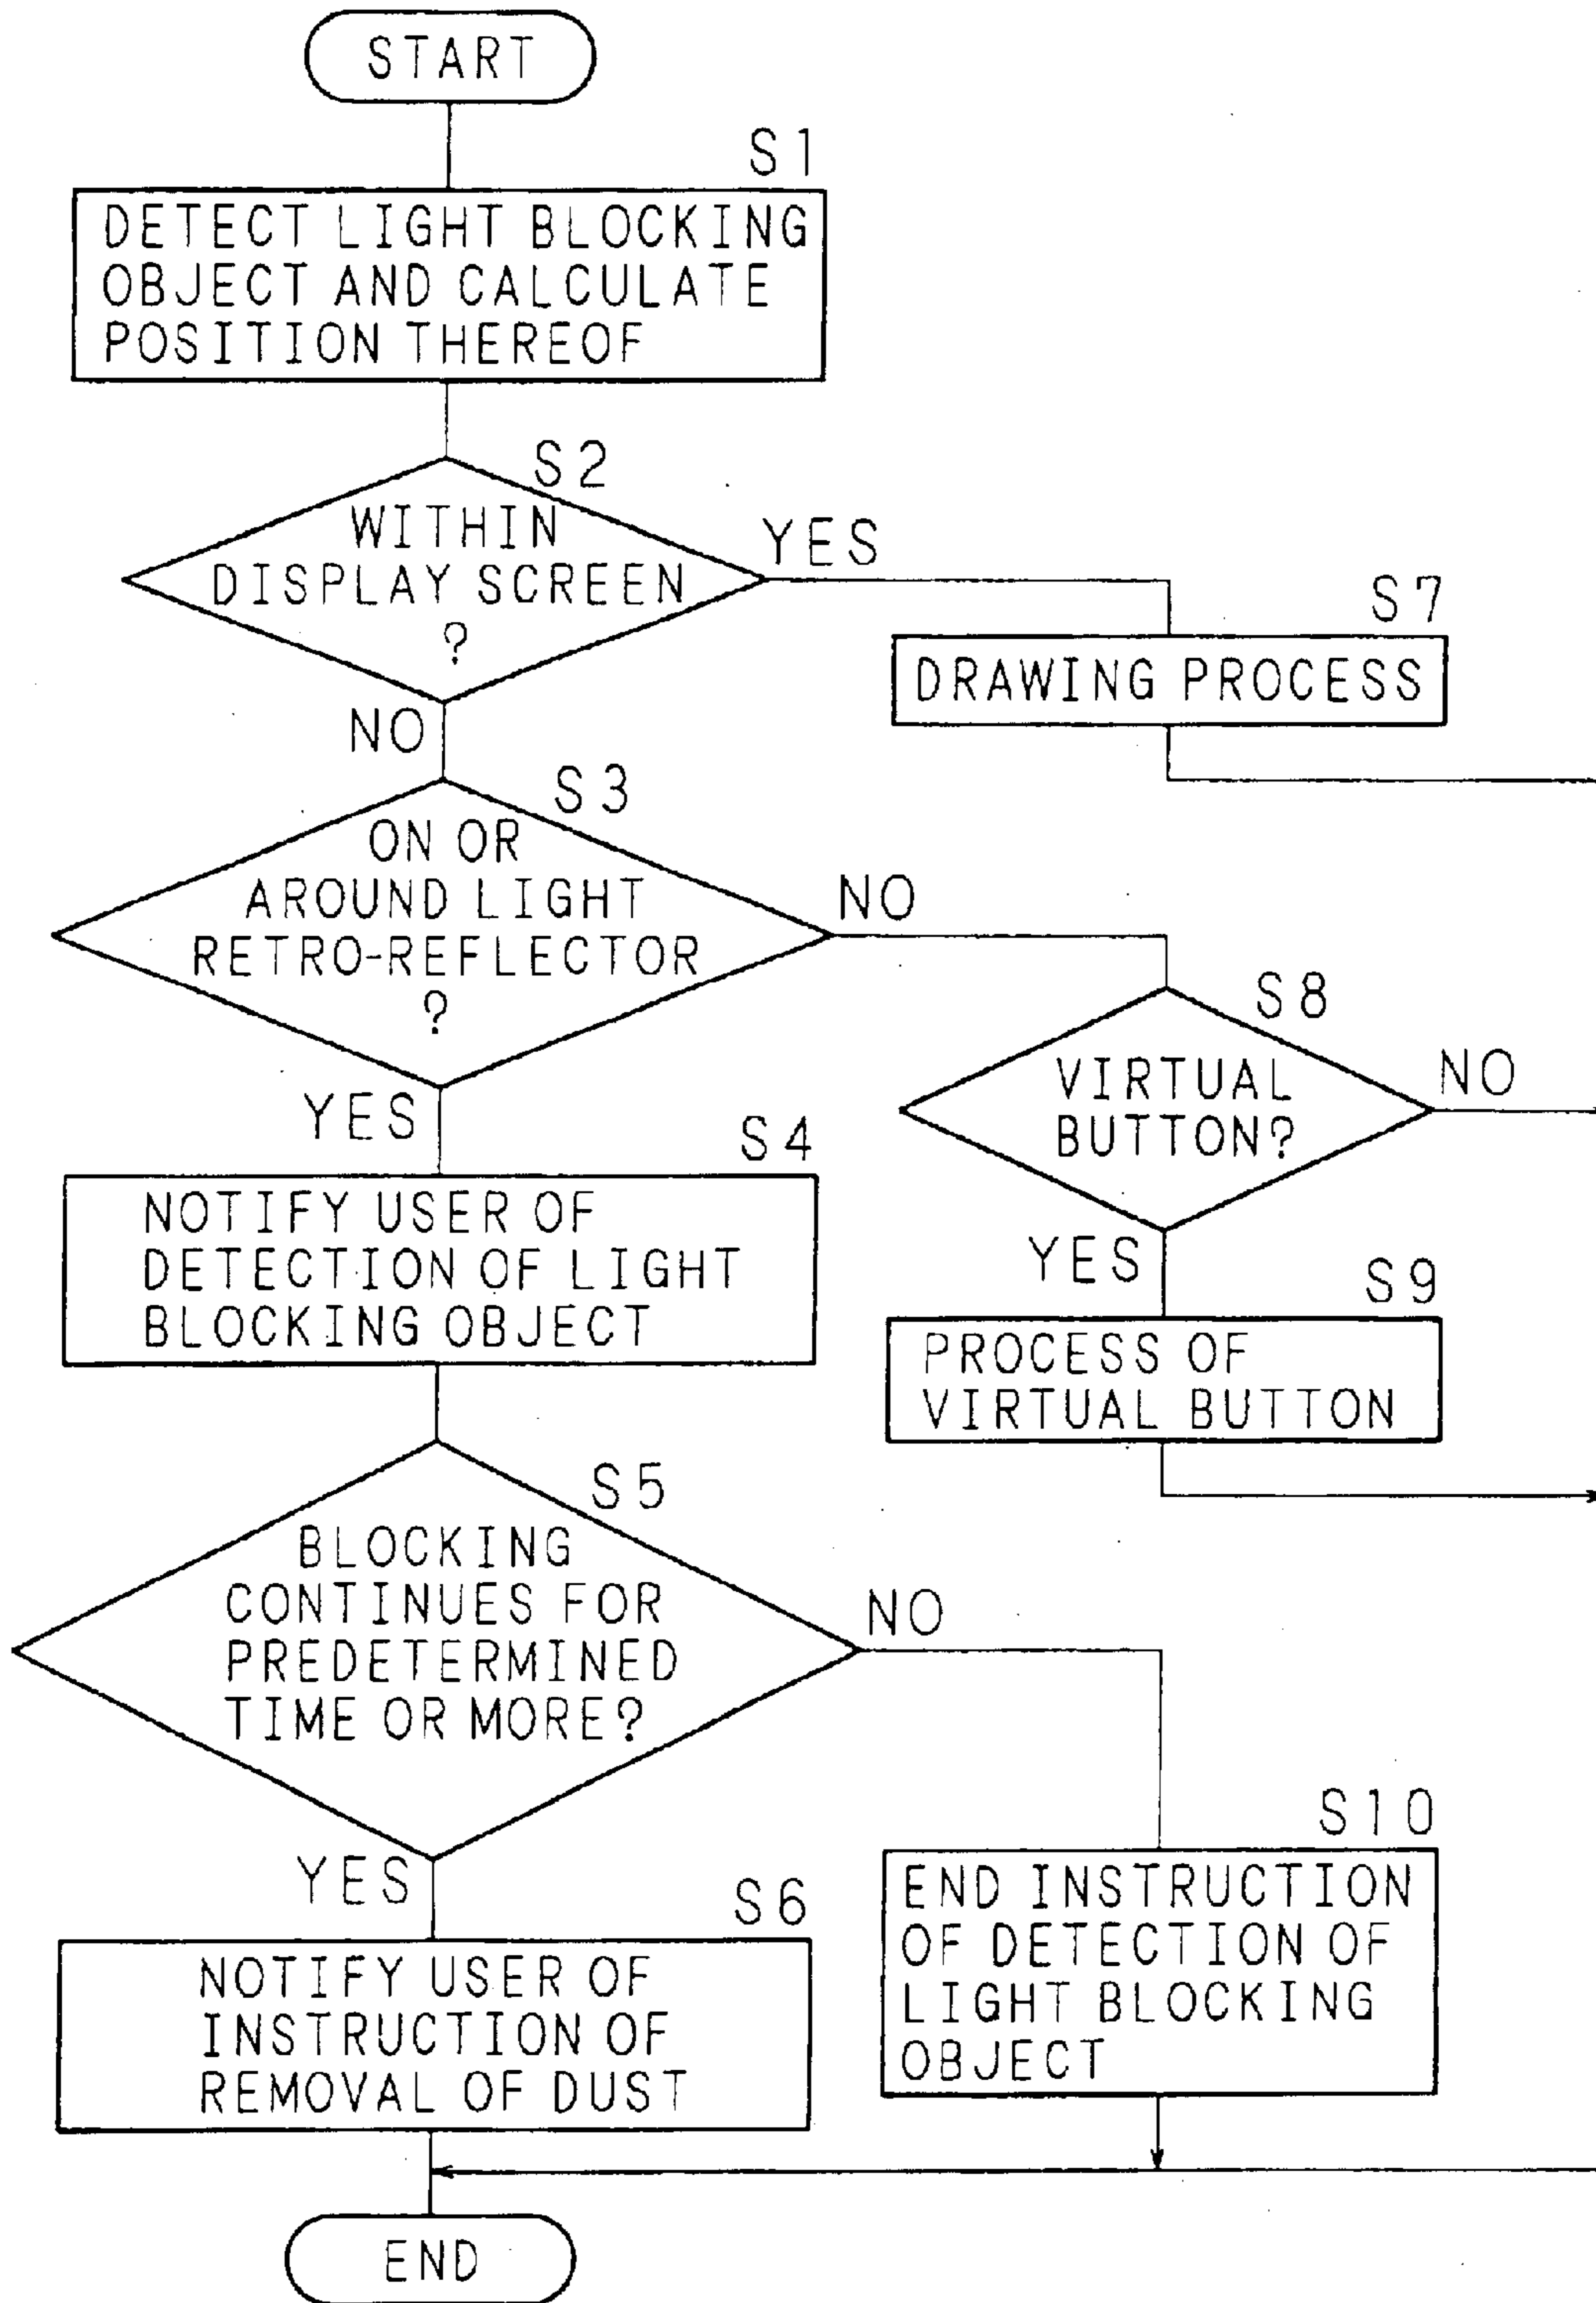 START
S1
DETECT LIGHT BLOCKING
OBJECT AND CALCULATE
POSITION THEREOF
S2
WITHIN
DISPLAY SCREEN
?
YES
NO
S7
DRAWING PROCESS
S3
ON OR
AROUND LIGHT
RETRO-REFLECTOR
?
NO
YES
S8
VIRTUAL
BUTTON?
NO
YES
S4
NOTIFY USER OF
DETECTION OF LIGHT
BLOCKING OBJECT
S9
PROCESS OF
VIRTUAL BUTTON
S5
BLOCKING
CONTINUES FOR
PREDETERMINED
TIME OR MORE?
NO
YES
S10
END INSTRUCTION
OF DETECTION OF
LIGHT BLOCKING
OBJECT
S6
NOTIFY USER OF
INSTRUCTION OF
REMOVAL OF DUST
END